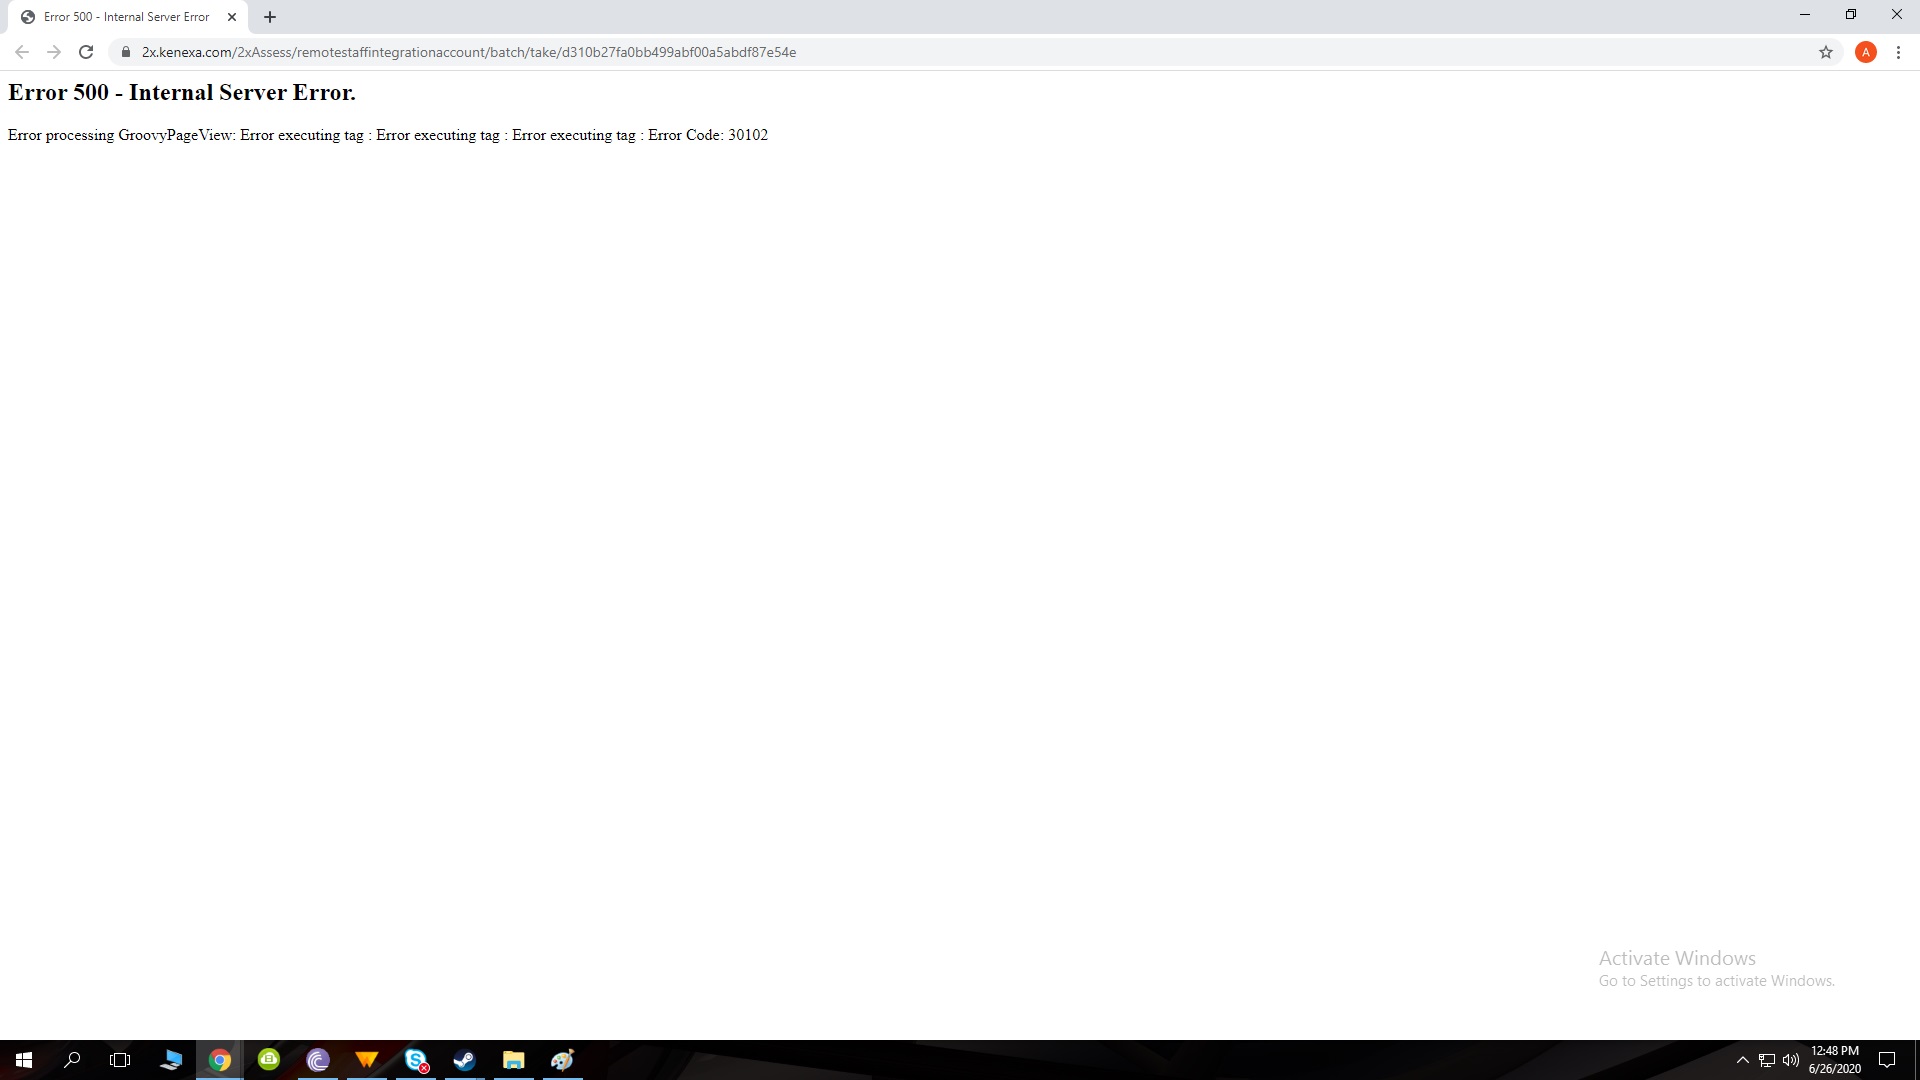 Error 500 - Internal Server Error
2x.kenexa.com/2xAssess/remotestaffintegrationaccount/batch/take/d310b27fa0bb499abf00a5abdf87e54e
A
Error 500 - Internal Server Error.
Error processing GroovyPageView: Error executing tag : Error executing tag : Error executing tag : Error Code: 30102
Activate Windows
Go to Settings to activate Windows.
12:48 PM
6/26/2020